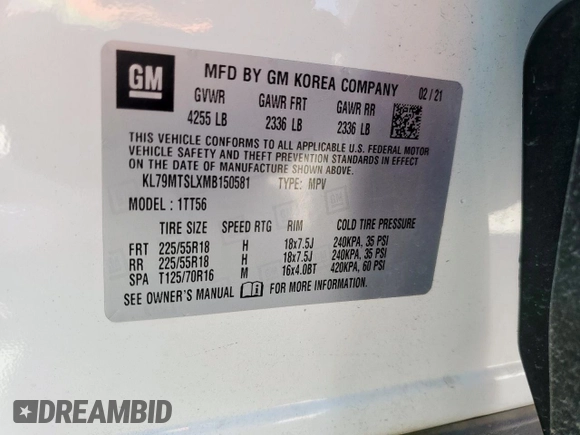 GM
MFD BY GM KOREA COMPANY 02 / 21
GVWR GAWR FRT GAWR RR
4255 LB 2336 LB 2336 LB
THIS VEHICLE CONFORMS TO ALL APPLICABLE U.S. FEDERAL MOTOR
VEHICLE SAFETY AND THEFT PREVENTION STANDARDS IN EFFECT
ON THE DATE OF MANUFACTURE SHOWN ABOVE.
KL79MTSLXMB150581 TYPE: MPV
MODEL : 1TT56
TIRE SIZE SPEED RTG RIM COLD TIRE PRESSURE
FRT 225/55R18 H 18x7.5J 240KPA, 35 PSI
RR 225/55R18 H 18x7.5J 240KPA, 35 PSI
SPA T125/70R16 M 16x4.0BT 420KPA, 60 PSI
SEE OWNER'S MANUAL FOR MORE INFORMATION.
DREAMBID